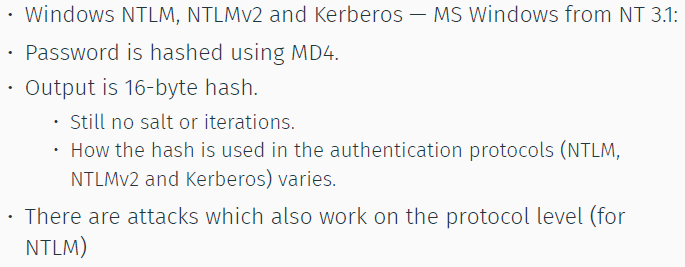 • Windows NTLM, NTLMv2 and Kerberos — MS Windows from NT 3.1:
• Password is hashed using MD4.
• Output is 16-byte hash.
• Still no salt or iterations.
• How the hash is used in the authentication protocols (NTLM,
NTLMv2 and Kerberos) varies.
• There are attacks which also work on the protocol level (for
NTLM)